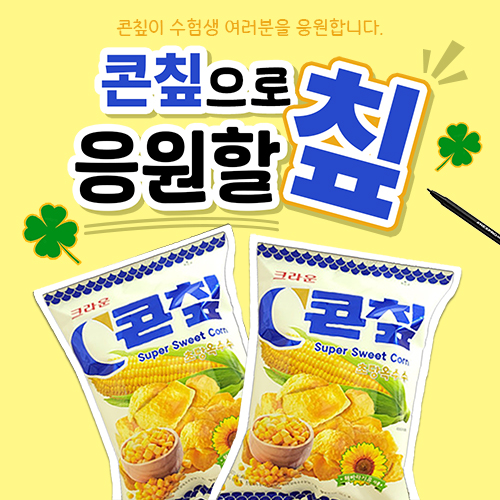 콘칲이 수험생 여러분을 응원합니다.
콘칲으로
응원할 칲
크라운
콘칲
Super Sweet Corn
크라운
콘칲
Super Sweet Corn